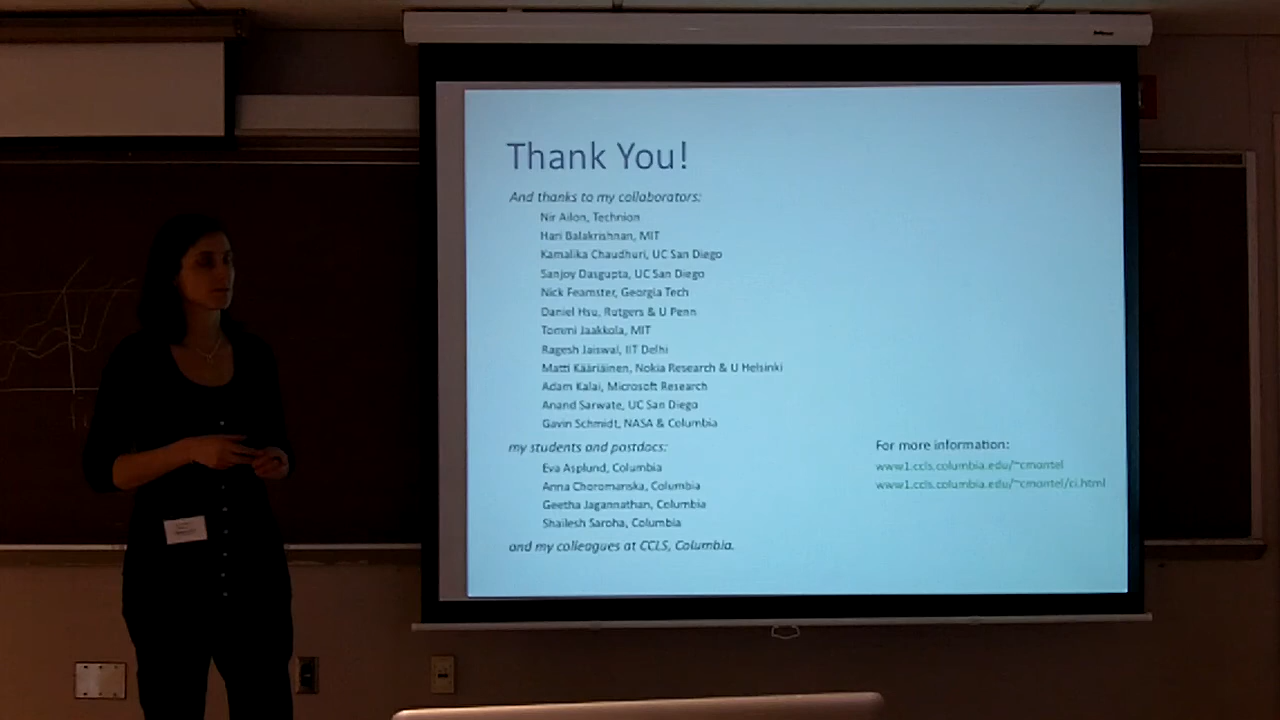 Thank You!
And thanks to my collaborators:
Nir Ailon, Technion
Hari Balakrishnan, MIT
Kamalika Chaudhuri, UC San Diego
Sanjoy Dasgupta, UC San Diego
Nick Feamster, Georgia Tech
Daniel Hsu, Rutgers & U Penn
Tommi Jaakkola, MIT
Ragesh Jaiswal, IIT Delhi
Matti Kääriäinen, Nokia Research & U Helsinki
Adam Kalai, Microsoft Research
Anand Sarwate, UC San Diego
Gavin Schmidt, NASA & Columbia
my students and postdocs:
Eva Asplund, Columbia
Anna Choromanska, Columbia
Geetha Jagannathan, Columbia
Shailesh Saroha, Columbia
and my colleagues at CCLS, Columbia.
For more information:
www1.ccls.columbia.edu/~cmontel
www1.ccls.columbia.edu/~cmontel/ci.html